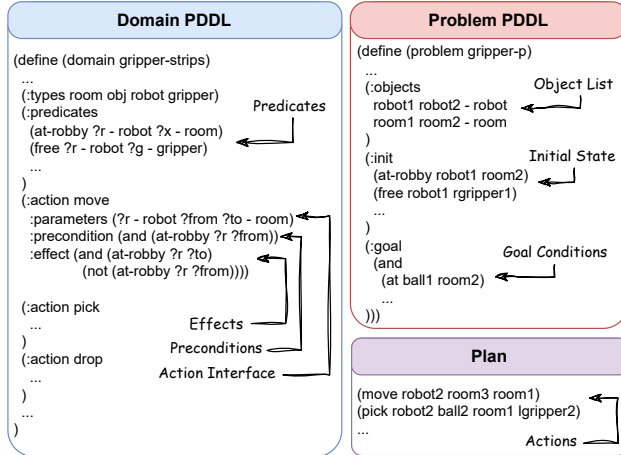 Domain PDDL
(define (domain gripper-strips)
...
(:types room obj robot gripper)
(:predicates
Predicates
(at-robby ?r - robot ?x - room)
(free ?r - robot ?g - gripper)
...
)
(:action move
:parameters (?r - robot ?from ?to - room)
:precondition (and (at-robby ?r ?from))
:effect (and (at-robby ?r ?to)
(not (at-robby ?r ?from))))
(:action pick
...
Effects
)
Preconditions
(:action drop
Action Interface
...
)
...
)
Problem PDDL
(define (problem gripper-p)
...
(:objects
Object List
robot1 robot2 - robot
room1 room2 - room
)
(:init
Initial State
(at-robby robot1 room2)
(free robot1 rgripper1)
...
)
(:goal
Goal Conditions
(and
(at ball1 room2)
...
)))
Plan
(move robot2 room3 room1)
(pick robot2 ball2 room1 lgripper2)
...
Actions